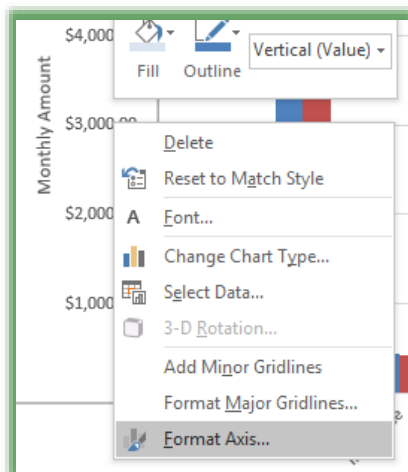 $4,000
Fill
Outline
Vertical (Value)
Monthly Amount
$3,000.00
$2,000
$1,000
Delete
Reset to Match Style
A Font...
Change Chart Type...
Select Data...
3-D Rotation...
Add Minor Gridlines
Format Major Gridlines...
Format Axis...